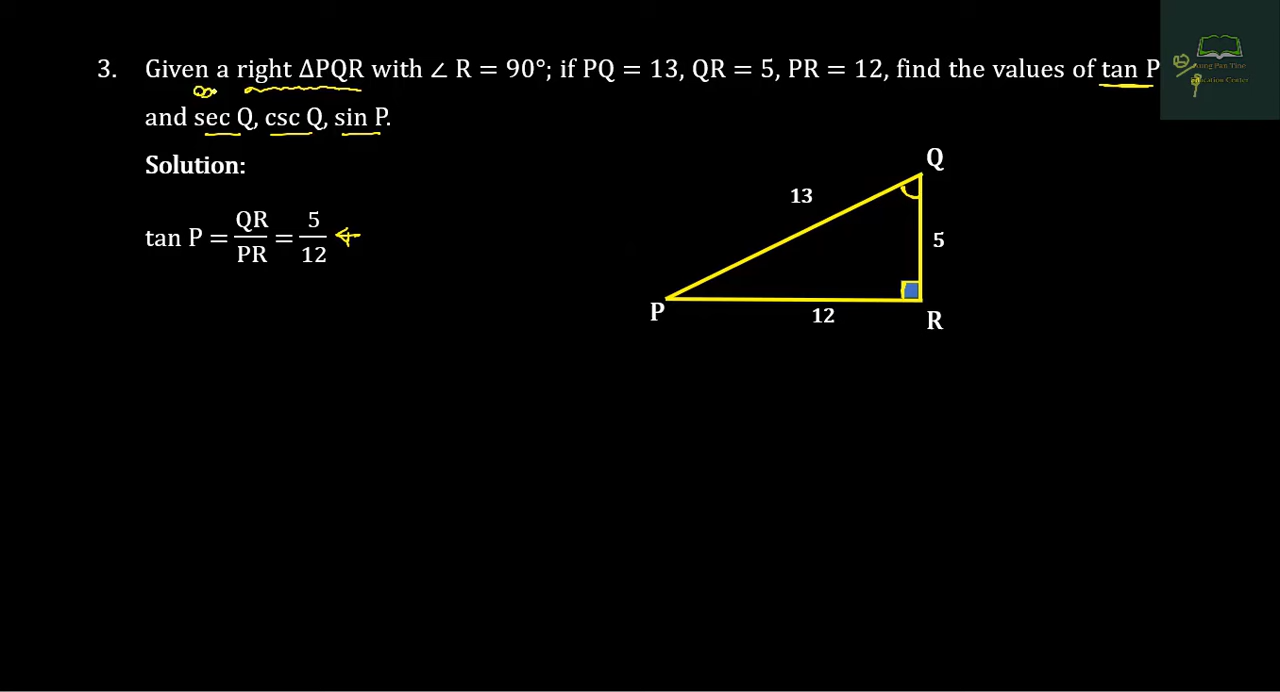 3. Given a right ΔPQR with ∠ R = 90°; if PQ = 13, QR = 5, PR = 12, find the values of tan P
and sec Q, csc Q, sin P.
Solution:
tan P = QR/PR = 5/12
Q
13
5
P
12
R